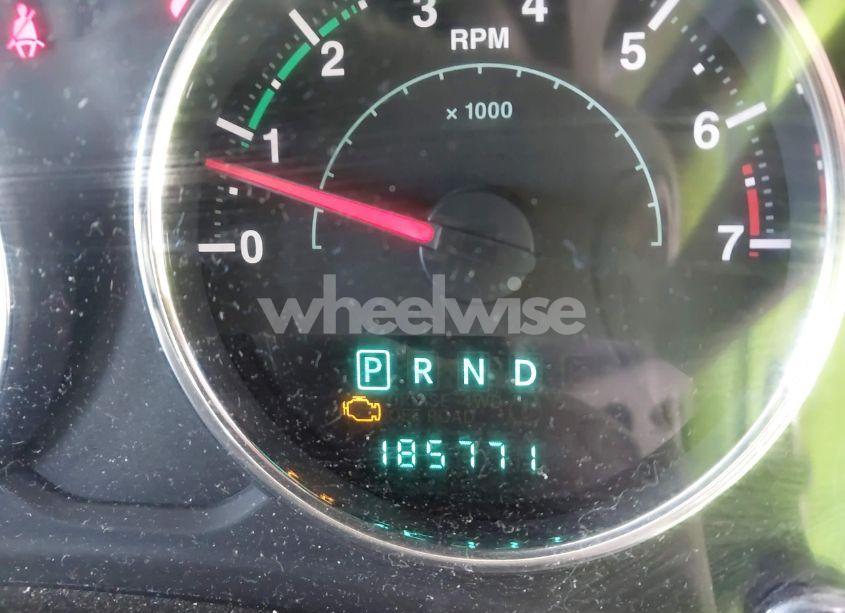 3 4
2 RPM 5
1 × 1000 6
0 7
wheelwise
P R N D
185771